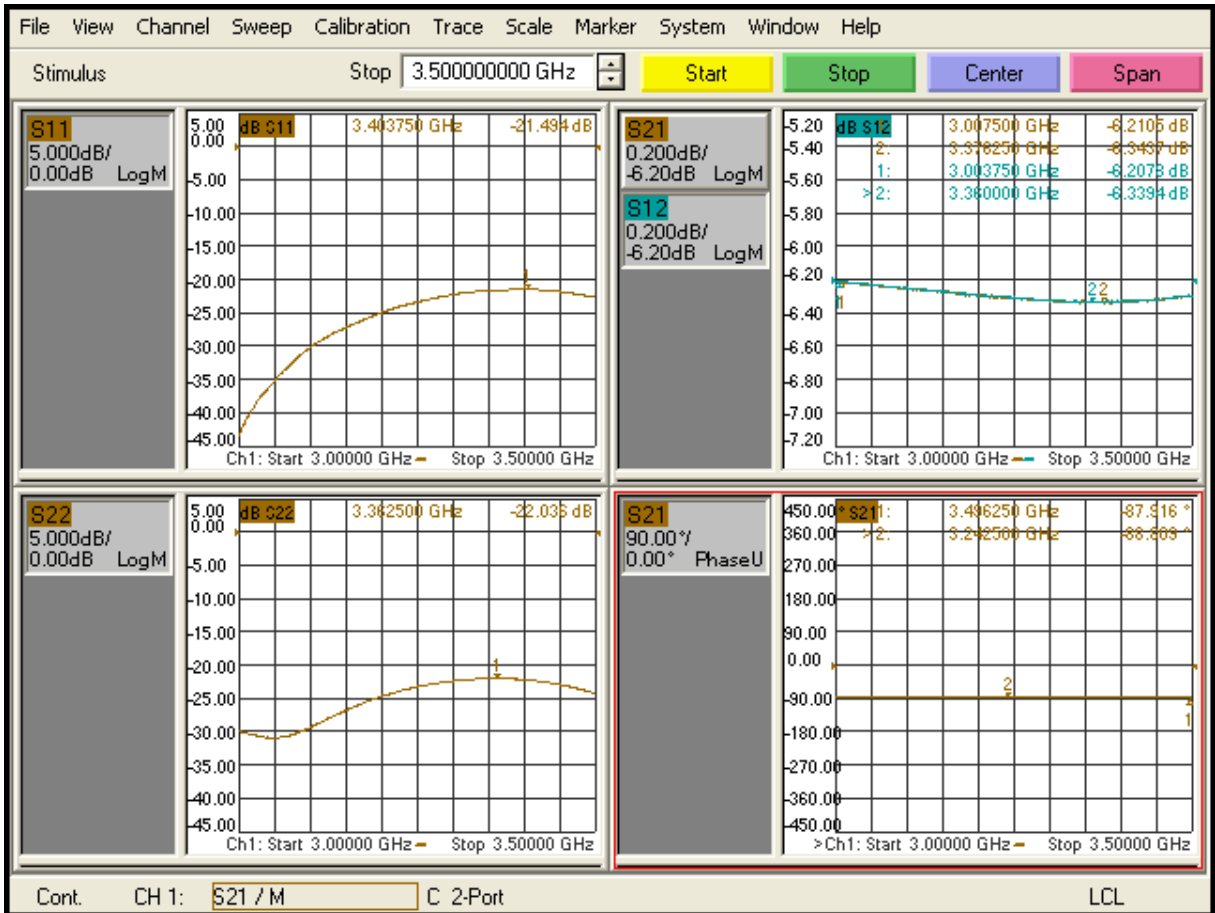 File View Channel Sweep Calibration Trace Scale Marker System Window Help
Stimulus Stop 3.500000000 GHz Start Stop Center Span
S11
5.000dB/
0.00dB LogM
5.00
0.00
-5.00
-10.00
-15.00
-20.00
-25.00
-30.00
-35.00
-40.00
-45.00
dB S11 3.403750 GHz -21.494 dB
1
Ch1: Start 3.00000 GHz Stop 3.50000 GHz
S21
0.200dB/
-6.20dB LogM
S12
0.200dB/
-6.20dB LogM
-5.20
-5.40
-5.60
-5.80
-6.00
-6.20
-6.40
-6.60
-6.80
-7.00
-7.20
dB S12 3.007500 GHz -6.2105 dB
2: 3.376250 GHz -6.3437 dB
1: 3.003750 GHz -6.2078 dB
>2: 3.360000 GHz -6.3394 dB
2 2
1
Ch1: Start 3.00000 GHz Stop 3.50000 GHz
S22
5.000dB/
0.00dB LogM
5.00
0.00
-5.00
-10.00
-15.00
-20.00
-25.00
-30.00
-35.00
-40.00
-45.00
dB S22 3.362500 GHz -22.036 dB
1
Ch1: Start 3.00000 GHz Stop 3.50000 GHz
S21
90.00°/
0.00° PhaseU
450.00
360.00
270.00
180.00
90.00
0.00
-90.00
-180.00
-270.00
-360.00
-450.00
° S21 1: 3.496250 GHz -87.916 °
>2: 3.242500 GHz -88.809 °
2
1
>Ch1: Start 3.00000 GHz Stop 3.50000 GHz
Cont. CH 1: S21 / M C 2-Port LCL